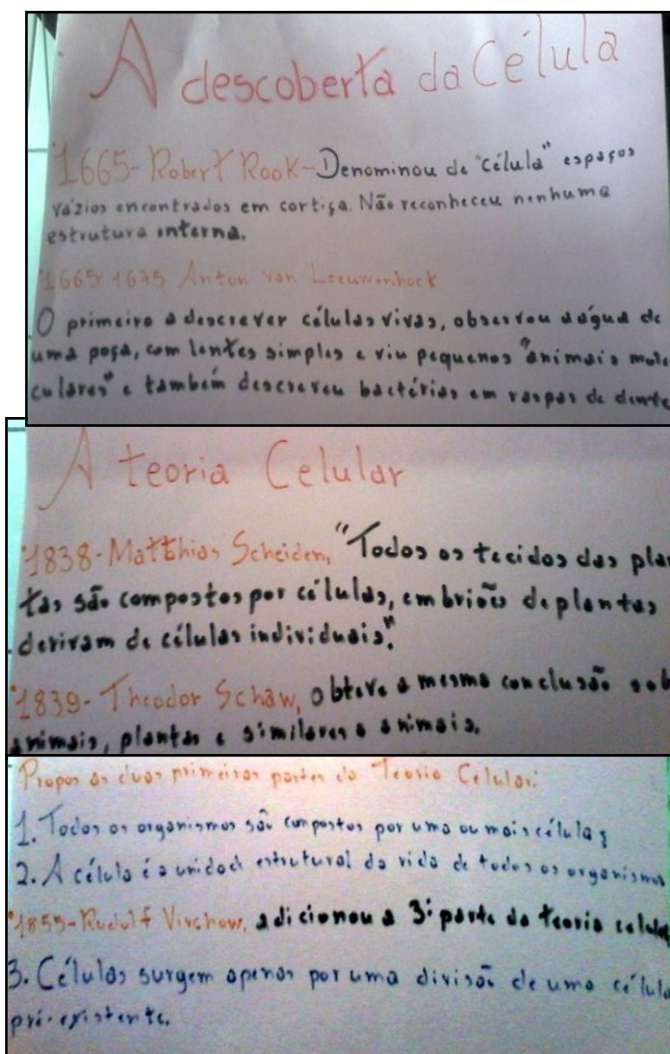 A descoberta da Célula
*1665- Robert Rook- Denominou de "célula" espaços
vázios encontrados em cortiça. Não reconheceu nenhuma
estrutura interna.
*1665-1675 Anton van Leeuwenhoek
O primeiro a descrever células vivas, observou a água de
uma poça, com lentes simples e viu pequenos "animais mole
culares" e também descreveu bactérias em raspas de dente
A teoria Celular
*1838- Matthias Scheiden, "Todos os tecidos das plan
tas são compostos por células, embriões de plantas
derivam de células individuais".
*1839- Theodor Schaw, obteve a mesma conclusão sob
animais, plantas e similares a animais.
Propos as duas primeiras partes da Teoria Celular:
1. Todos os organismos são compostos por uma ou mais células
2. A célula é a unidade estrutural da vida de todos os organismos
*1855- Rudolf Virchow, adicionou a 3ª parte da teoria celula
3. Células surgem apenas por uma divisão de uma célula
pré-existente.